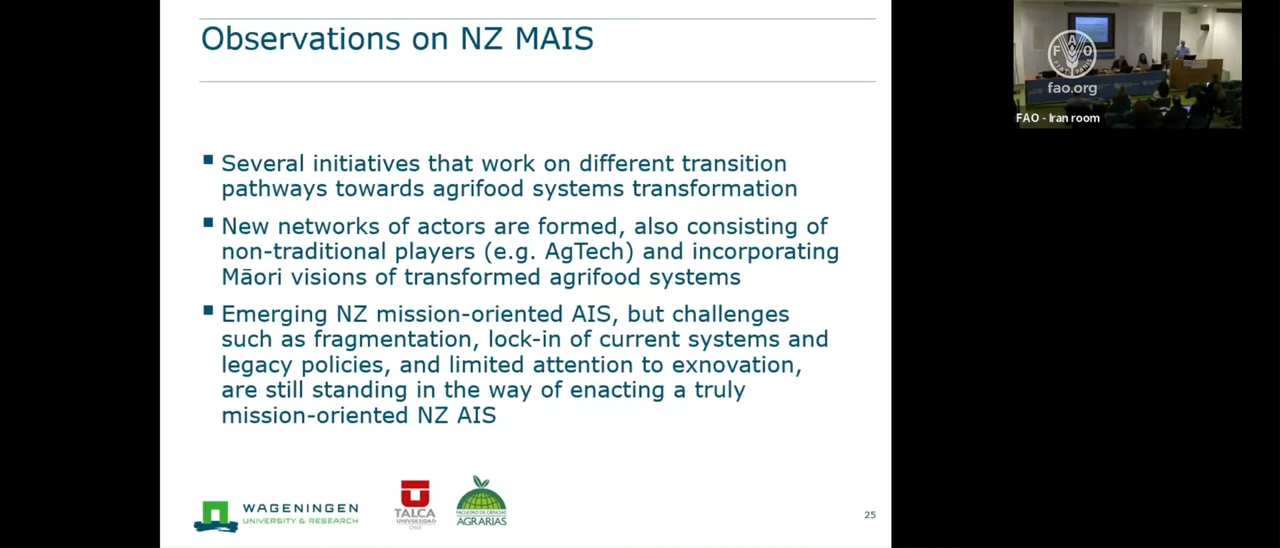 Observations on NZ MAIS
Several initiatives that work on different transition
pathways towards agrifood systems transformation
New networks of actors are formed, also consisting of
non-traditional players (e.g. AgTech) and incorporating
Māori visions of transformed agrifood systems
Emerging NZ mission-oriented AIS, but challenges
such as fragmentation, lock-in of current systems and
legacy policies, and limited attention to exnovation,
are still standing in the way of enacting a truly
mission-oriented NZ AIS
WAGENINGEN
UNIVERSITY & RESEARCH
TALCA
UNIVERSIDAD
CHILE
FACULTAD DE CIENCIAS
AGRARIAS
25
FAO
FIAT PANIS
fao.org
FAO - Iran room